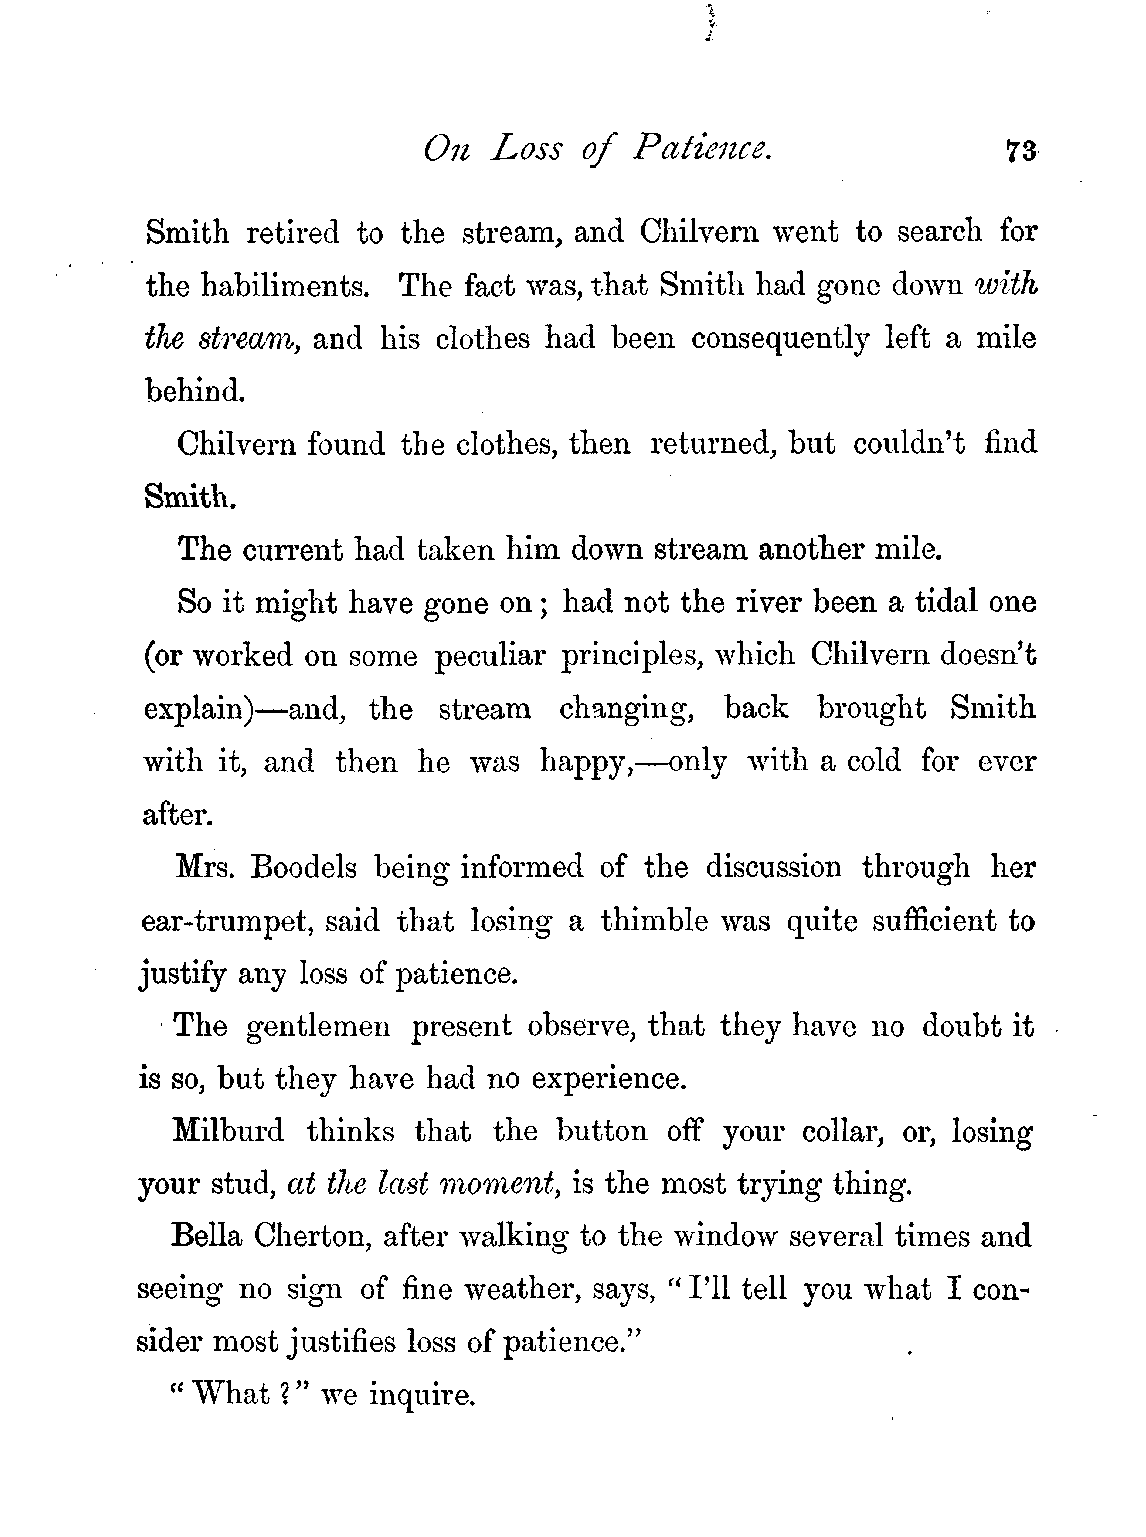 On Loss of Patience. 73
Smith retired to the stream, and Chilvern went to search for
the habiliments. The fact was, that Smith had gone down with
the stream, and his clothes had been consequently left a mile
behind.
Chilvern found the clothes, then returned, but couldn't find
Smith.
The current had taken him down stream another mile.
So it might have gone on; had not the river been a tidal one
(or worked on some peculiar principles, which Chilvern doesn't
explain)—and, the stream changing, back brought Smith
with it, and then he was happy,—only with a cold for ever
after.
Mrs. Boodels being informed of the discussion through her
ear-trumpet, said that losing a thimble was quite sufficient to
justify any loss of patience.
The gentlemen present observe, that they have no doubt it
is so, but they have had no experience.
Milburd thinks that the button off your collar, or, losing
your stud, at the last moment, is the most trying thing.
Bella Cherton, after walking to the window several times and
seeing no sign of fine weather, says, "I'll tell you what I con-
sider most justifies loss of patience."
"What?" we inquire.